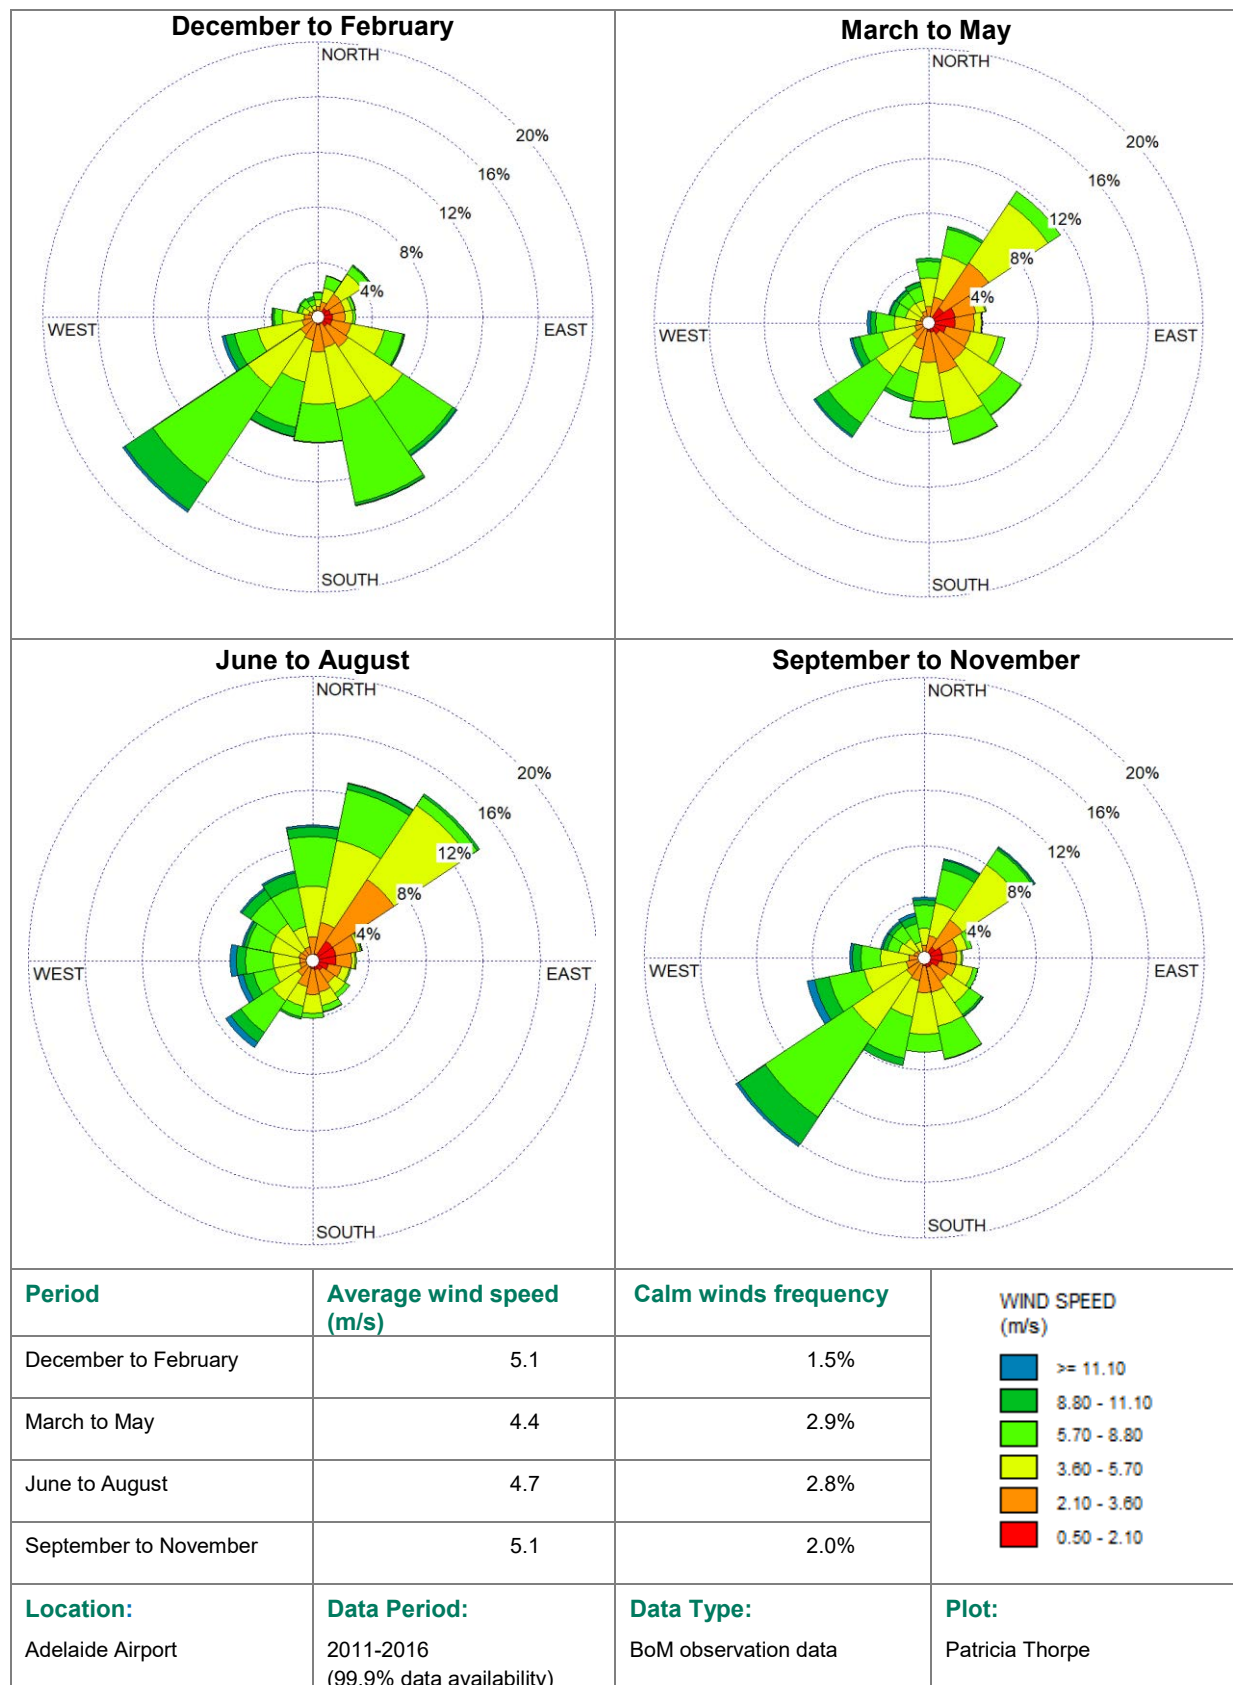 December to February
NORTH
20%
16%
12%
8%
4%
WEST
EAST
SOUTH
March to May
NORTH
20%
16%
12%
8%
4%
WEST
EAST
SOUTH
June to August
NORTH
20%
16%
12%
8%
4%
WEST
EAST
SOUTH
September to November
NORTH
20%
16%
12%
8%
4%
WEST
EAST
SOUTH
Period
Average wind speed
(m/s)
Calm winds frequency
December to February 5.1 1.5%
March to May 4.4 2.9%
June to August 4.7 2.8%
September to November 5.1 2.0%
WIND SPEED
(m/s)
>= 11.10
8.80 - 11.10
5.70 - 8.80
3.60 - 5.70
2.10 - 3.60
0.50 - 2.10
Location:
Adelaide Airport
Data Period:
2011-2016
(99.9% data availability)
Data Type:
BoM observation data
Plot:
Patricia Thorpe